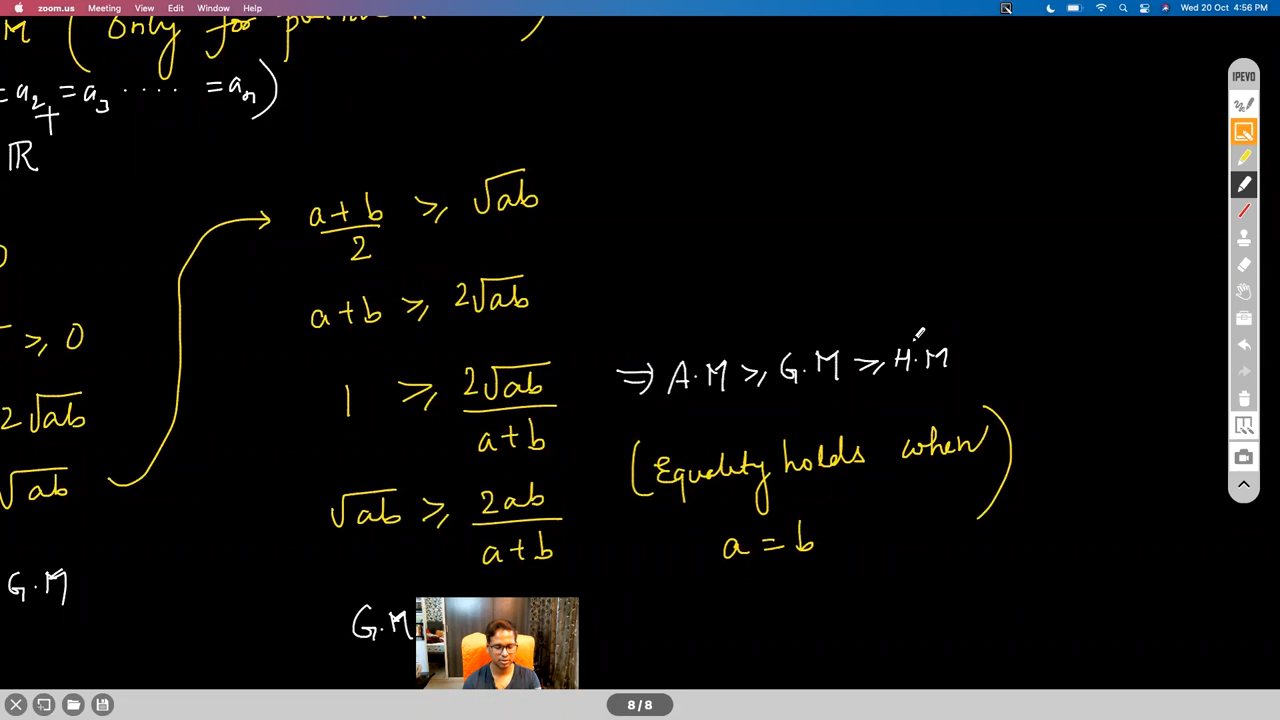 zoom.us Meeting View Edit Window Help Wed 20 Oct 4:56 PM
M ( only for
= a₂ = a₃ .... = aₙ)
ℝ⁺
IPEVO
a+b/2 ⩾ √ab
0
a+b ⩾ 2√ab
⩾ 0
⇒ A.M ⩾ G.M ⩾ H.M
1 ⩾ 2√ab/a+b
2√ab
(Equality holds when)
√ab
√ab ⩾ 2ab/a+b
a = b
G.M
G.M
8/8